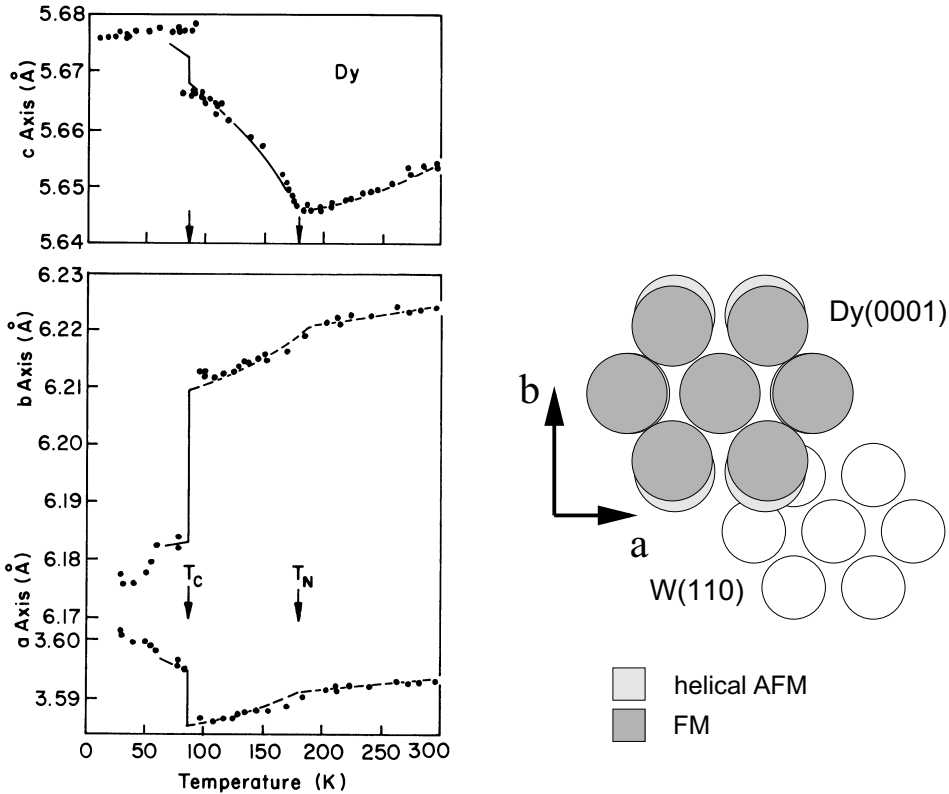 5.68
5.67
5.66
5.65
5.64
c Axis (Å)
Dy
6.23
6.22
6.21
6.20
6.19
6.18
6.17
b Axis (Å)
3.60
3.59
a Axis (Å)
TC
TN
0 50 100 150 200 250 300
Temperature (K)
Dy(0001)
b
a
W(110)
helical AFM
FM